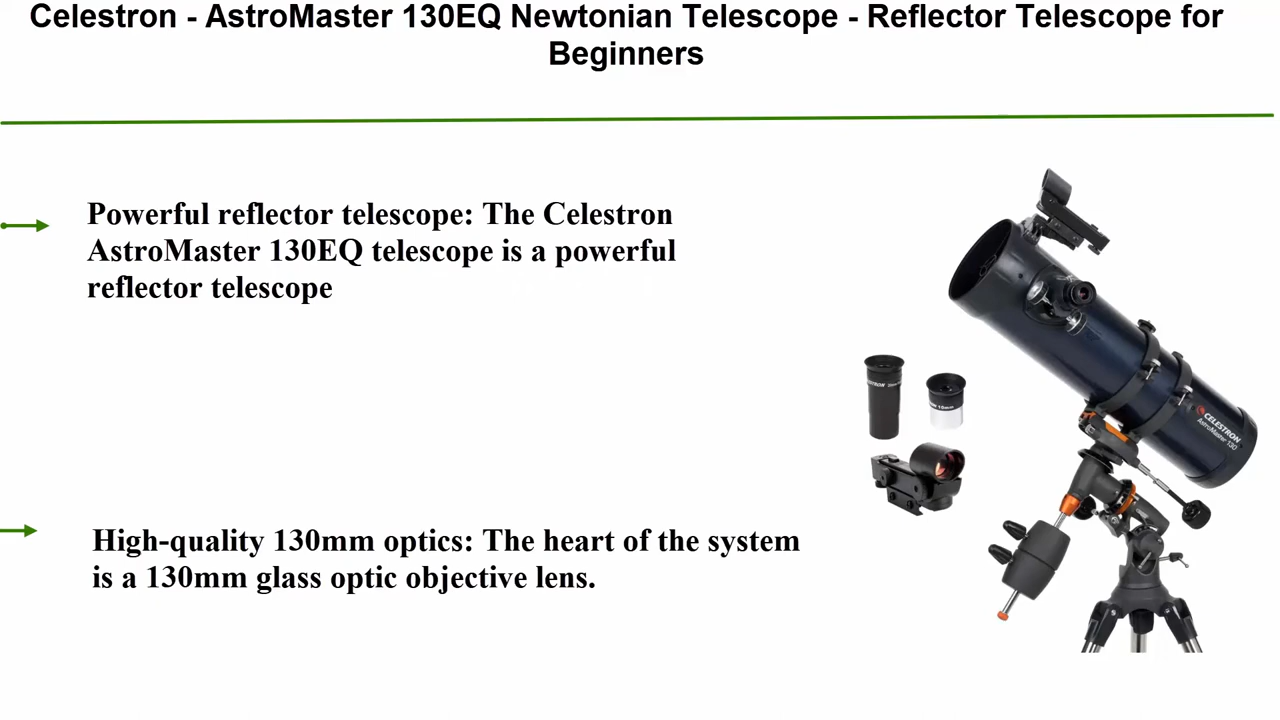 Celestron - AstroMaster 130EQ Newtonian Telescope - Reflector Telescope for
Beginners
Powerful reflector telescope: The Celestron
AstroMaster 130EQ telescope is a powerful
reflector telescope
High-quality 130mm optics: The heart of the system
is a 130mm glass optic objective lens.
CELESTRON
AstroMaster 130